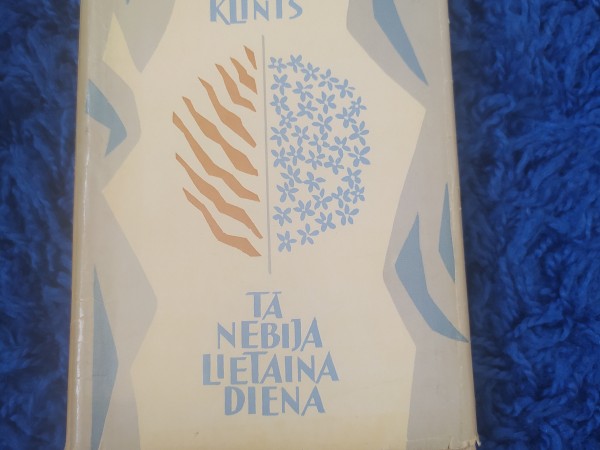 KLINTS
TĀ
NEBIJA
LIETAINA
DIENA